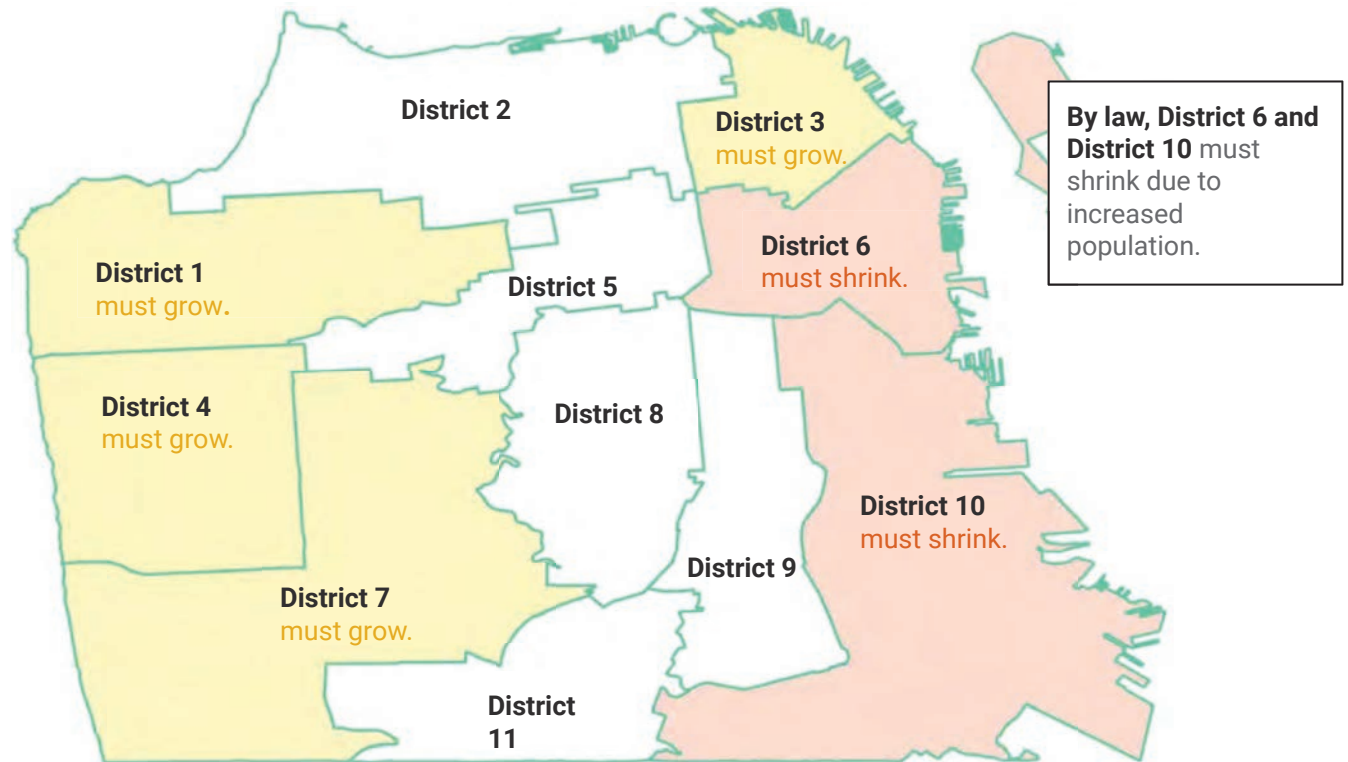 District 2
District 3
must grow.
By law, District 6 and
District 10 must
shrink due to
increased
population.
District 6
must shrink.
District 1
must grow.
District 5
District 4
must grow.
District 8
District 10
must shrink.
District 9
District 7
must grow.
District
11